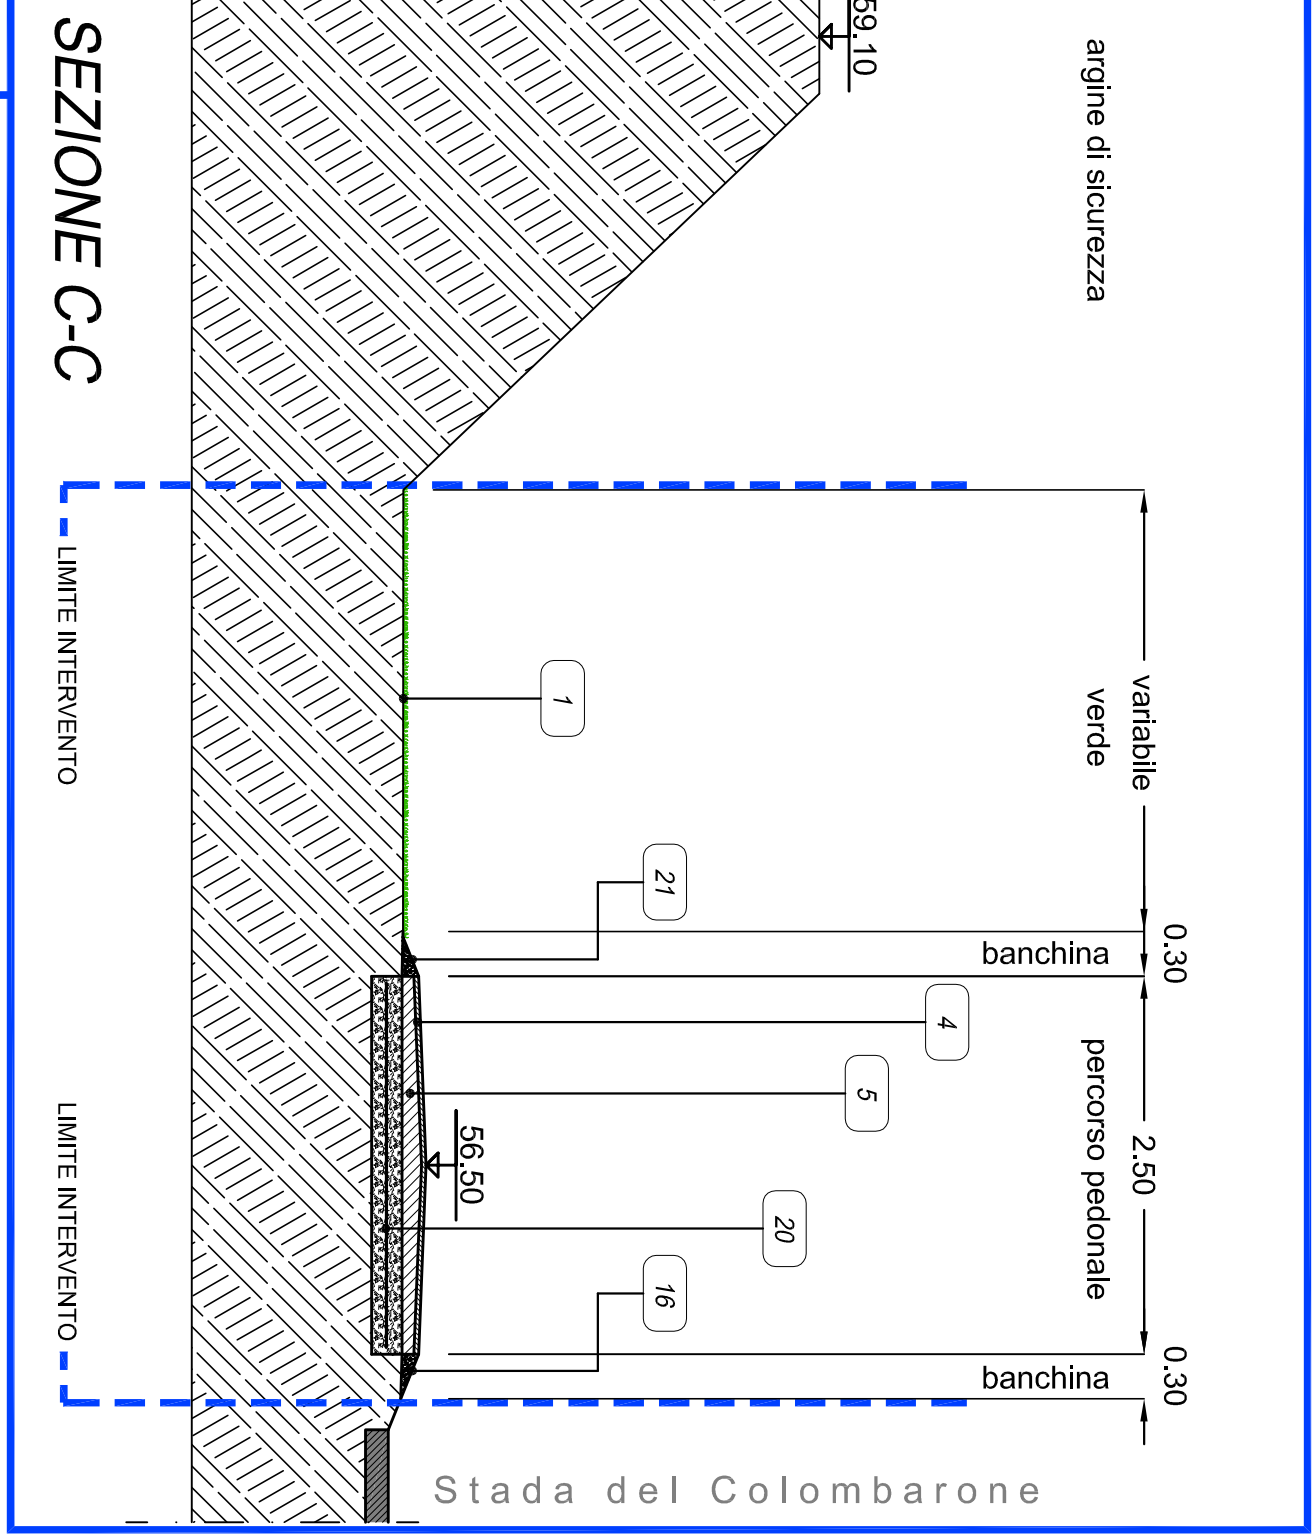 argine di sicurezza
59.10
variabile
verde
0.30
banchina
2.50
percorso pedonale
0.30
banchina
1
21
4
5
56.50
20
16
Stada del Colombarone
LIMITE INTERVENTO
LIMITE INTERVENTO
SEZIONE C-C